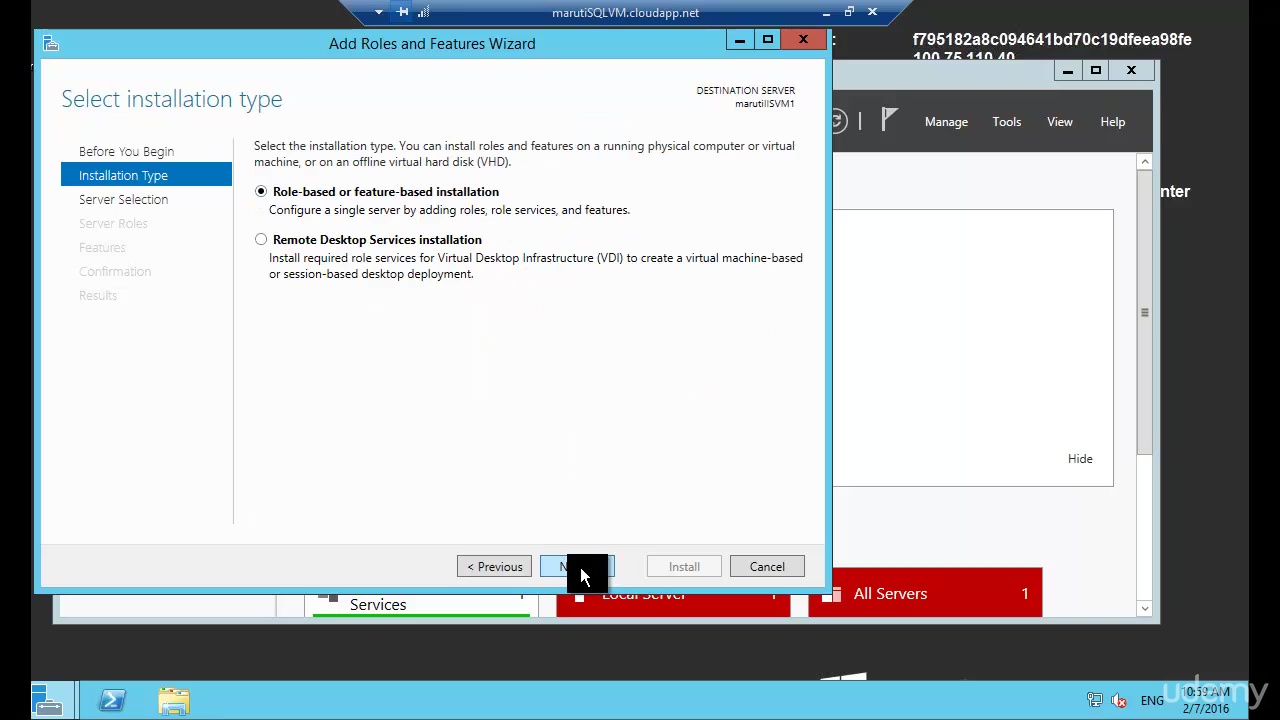 marutiSQLVM.cloudapp.net
f795182a8c094641bd70c19dfeea98fe
100.75.110.40
Add Roles and Features Wizard
Select installation type
DESTINATION SERVER
marutiIISVM1
Manage Tools View Help
Before You Begin
Installation Type
Server Selection
Server Roles
Features
Confirmation
Results
Select the installation type. You can install roles and features on a running physical computer or virtual
machine, or on an offline virtual hard disk (VHD).
Role-based or feature-based installation
Configure a single server by adding roles, role services, and features.
Remote Desktop Services installation
Install required role services for Virtual Desktop Infrastructure (VDI) to create a virtual machine-based
or session-based desktop deployment.
nter
Hide
< Previous
Install
Cancel
Services
1
Local Server
1
All Servers
1
ENG
10:59 AM
2/7/2016
udemy